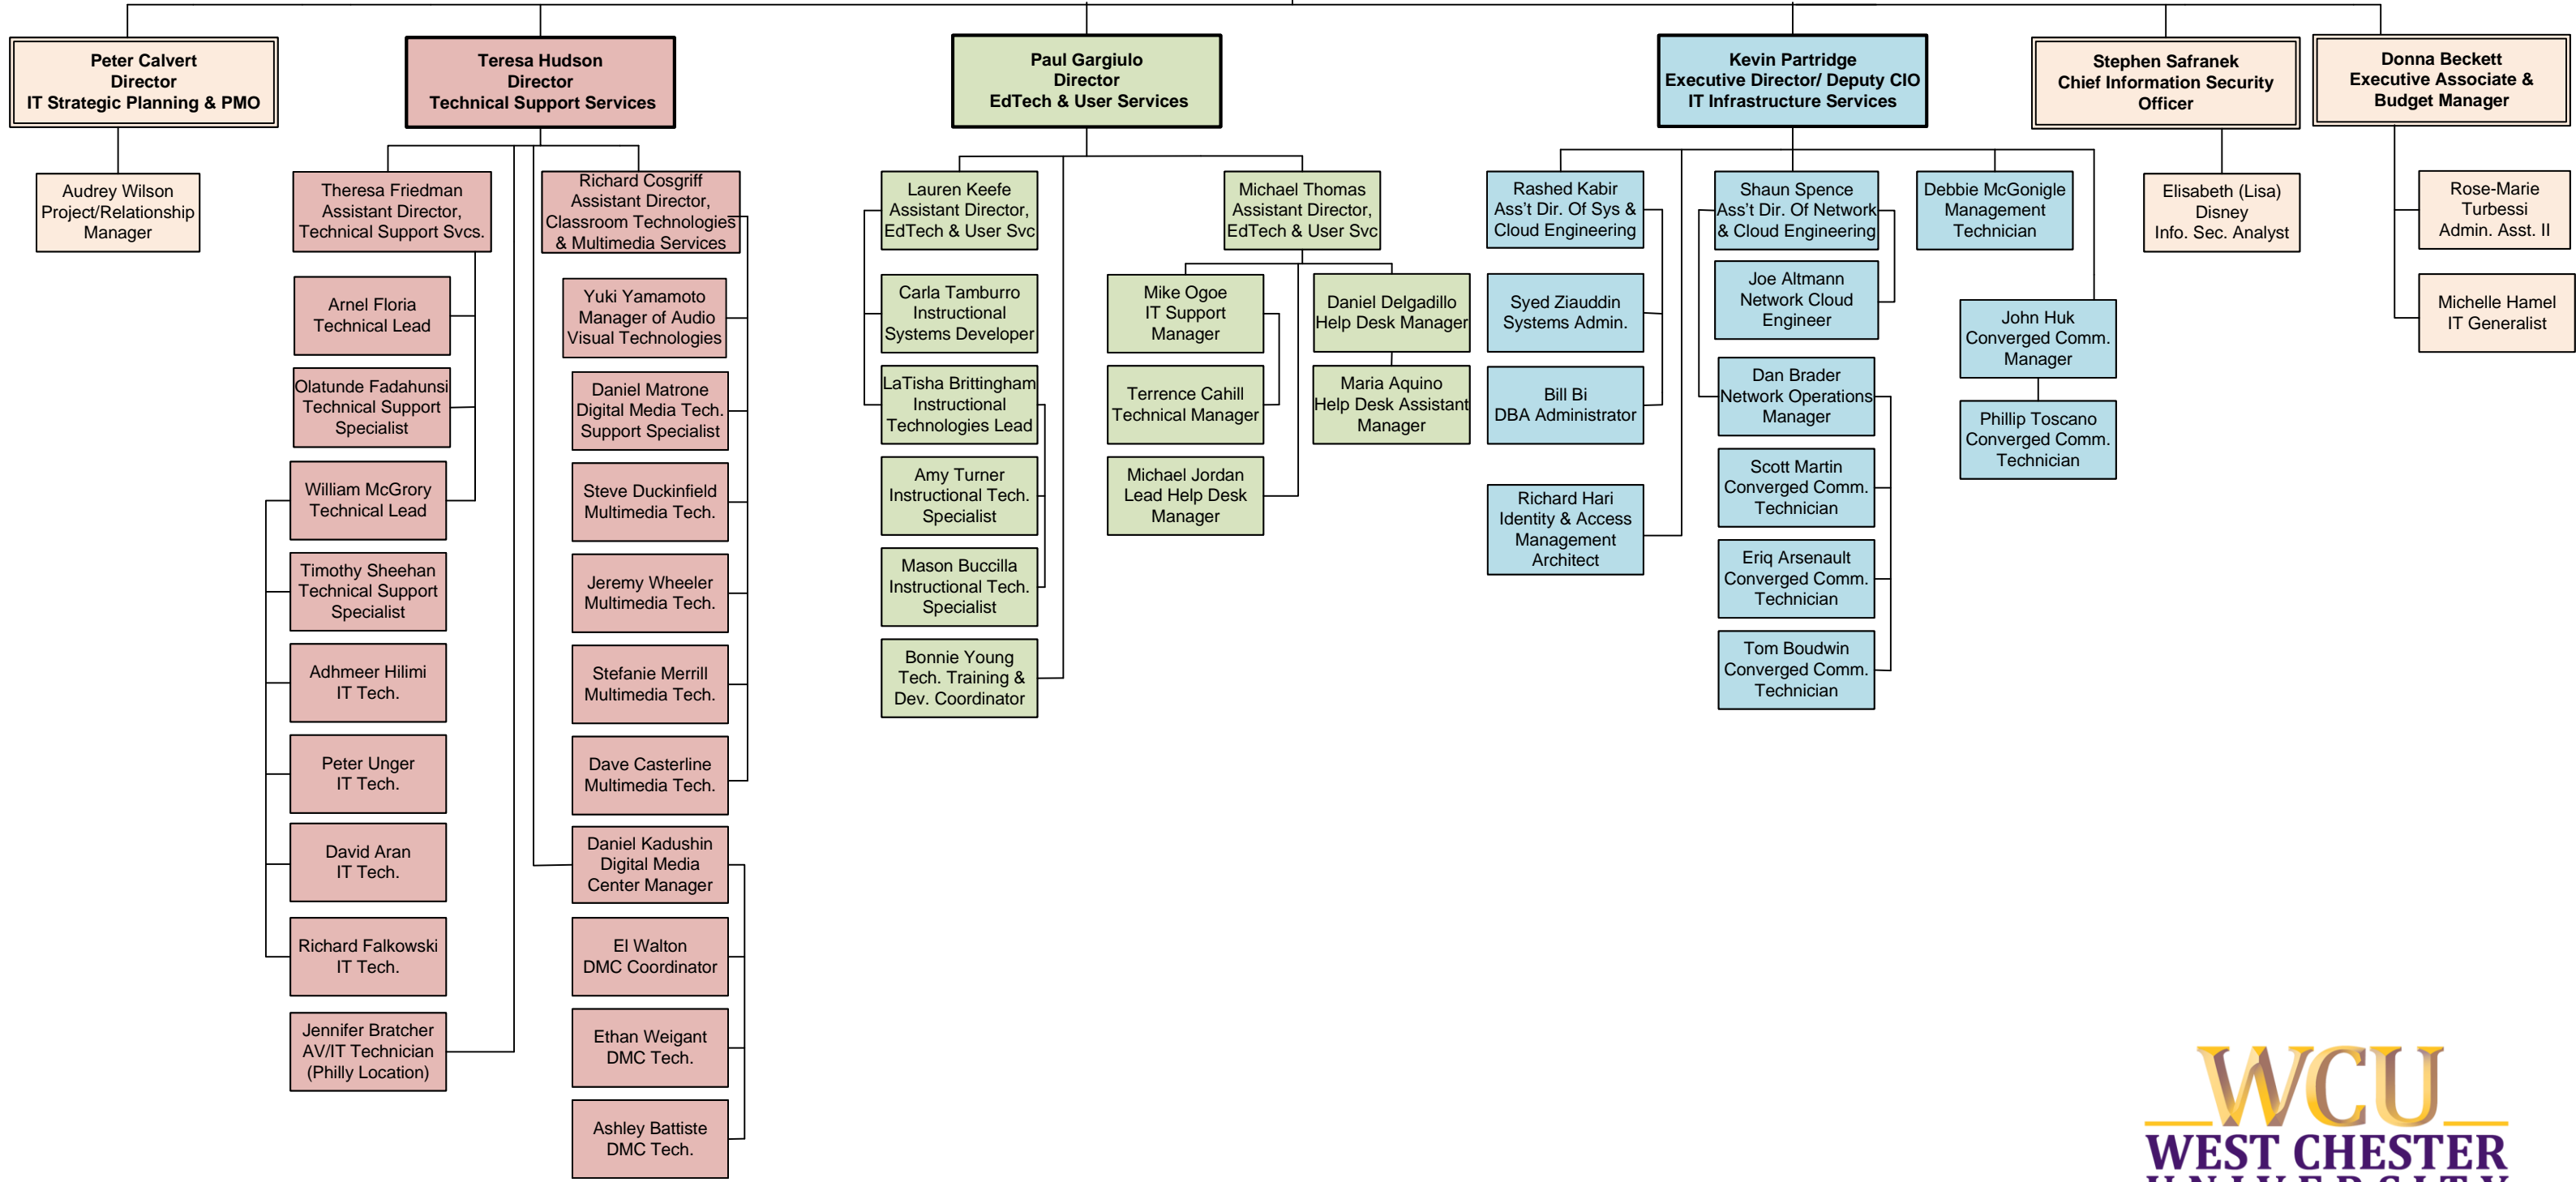 Peter Calvert
Director
IT Strategic Planning & PMO
Teresa Hudson
Director
Technical Support Services
Paul Gargiulo
Director
EdTech & User Services
Kevin Partridge
Executive Director/ Deputy CIO
IT Infrastructure Services
Stephen Safranek
Chief Information Security
Officer
Donna Beckett
Executive Associate &
Budget Manager
Audrey Wilson
Project/Relationship
Manager
Theresa Friedman
Assistant Director,
Technical Support Svcs.
Arnel Floria
Technical Lead
Olatunde Fadahunsi
Technical Support
Specialist
William McGrory
Technical Lead
Timothy Sheehan
Technical Support
Specialist
Adhmeer Hilimi
IT Tech.
Peter Unger
IT Tech.
David Aran
IT Tech.
Richard Falkowski
IT Tech.
Jennifer Bratcher
AV/IT Technician
(Philly Location)
Richard Cosgriff
Assistant Director,
Classroom Technologies
& Multimedia Services
Yuki Yamamoto
Manager of Audio
Visual Technologies
Daniel Matrone
Digital Media Tech.
Support Specialist
Steve Duckinfield
Multimedia Tech.
Jeremy Wheeler
Multimedia Tech.
Stefanie Merrill
Multimedia Tech.
Dave Casterline
Multimedia Tech.
Daniel Kadushin
Digital Media
Center Manager
El Walton
DMC Coordinator
Ethan Weigant
DMC Tech.
Ashley Battiste
DMC Tech.
Lauren Keefe
Assistant Director,
EdTech & User Svc
Carla Tamburro
Instructional
Systems Developer
LaTisha Brittingham
Instructional
Technologies Lead
Amy Turner
Instructional Tech.
Specialist
Mason Buccilla
Instructional Tech.
Specialist
Bonnie Young
Tech. Training &
Dev. Coordinator
Michael Thomas
Assistant Director,
EdTech & User Svc
Mike Ogoe
IT Support
Manager
Terrence Cahill
Technical Manager
Michael Jordan
Lead Help Desk
Manager
Daniel Delgadillo
Help Desk Manager
Maria Aquino
Help Desk Assistant
Manager
Rashed Kabir
Ass't Dir. Of Sys &
Cloud Engineering
Syed Ziauddin
Systems Admin.
Bill Bi
DBA Administrator
Richard Hari
Identity & Access
Management
Architect
Shaun Spence
Ass't Dir. Of Network
& Cloud Engineering
Joe Altmann
Network Cloud
Engineer
Dan Brader
Network Operations
Manager
Scott Martin
Converged Comm.
Technician
Eriq Arsenault
Converged Comm.
Technician
Tom Boudwin
Converged Comm.
Technician
Debbie McGonigle
Management
Technician
John Huk
Converged Comm.
Manager
Phillip Toscano
Converged Comm.
Technician
Elisabeth (Lisa)
Disney
Info. Sec. Analyst
Rose-Marie
Turbessi
Admin. Asst. II
Michelle Hamel
IT Generalist
WCU
WEST CHESTER
UNIVERSITY